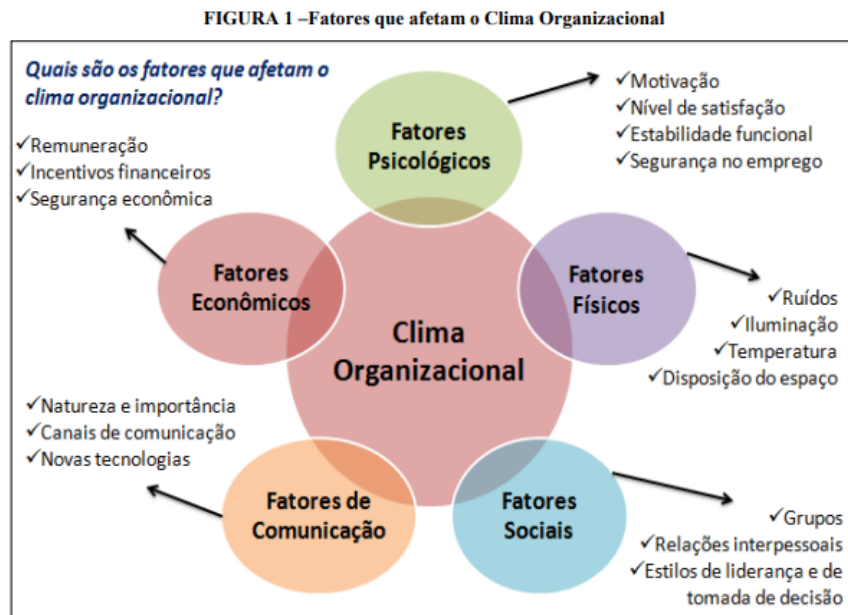 FIGURA 1 –Fatores que afetam o Clima Organizacional
Quais são os fatores que afetam o
clima organizacional?
✓Remuneração
✓Incentivos financeiros
✓Segurança econômica
Fatores
Psicológicos
✓Motivação
✓Nível de satisfação
✓Estabilidade funcional
✓Segurança no emprego
Fatores
Econômicos
Fatores
Físicos
✓Ruídos
✓Iluminação
✓Temperatura
✓Disposição do espaço
Clima
Organizacional
✓Natureza e importância
✓Canais de comunicação
✓Novas tecnologias
Fatores de
Comunicação
Fatores
Sociais
✓Grupos
✓Relações interpessoais
✓Estilos de liderança e de
tomada de decisão